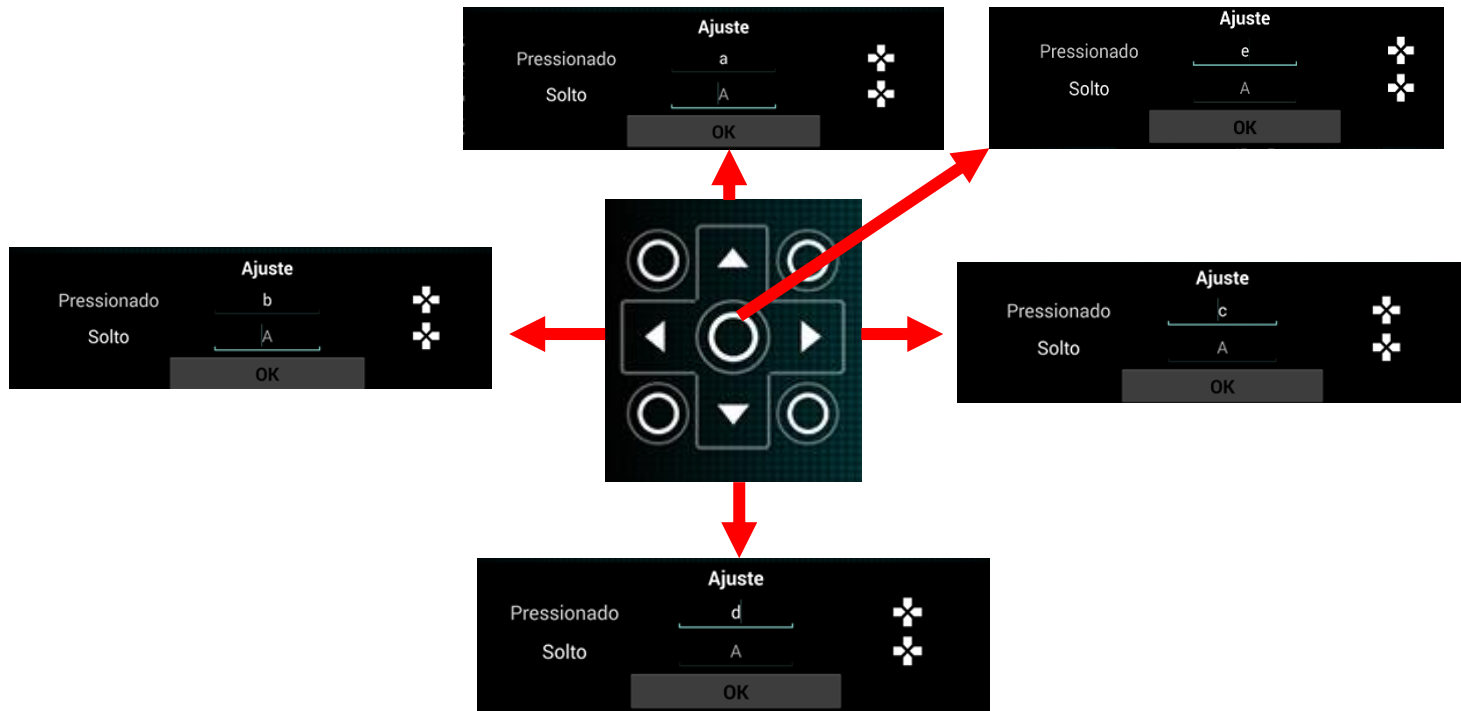 Ajuste
Pressionado a
Solto A
OK
Ajuste
Pressionado e
Solto A
OK
Ajuste
Pressionado b
Solto A
OK
Ajuste
Pressionado c
Solto A
OK
Ajuste
Pressionado d
Solto A
OK